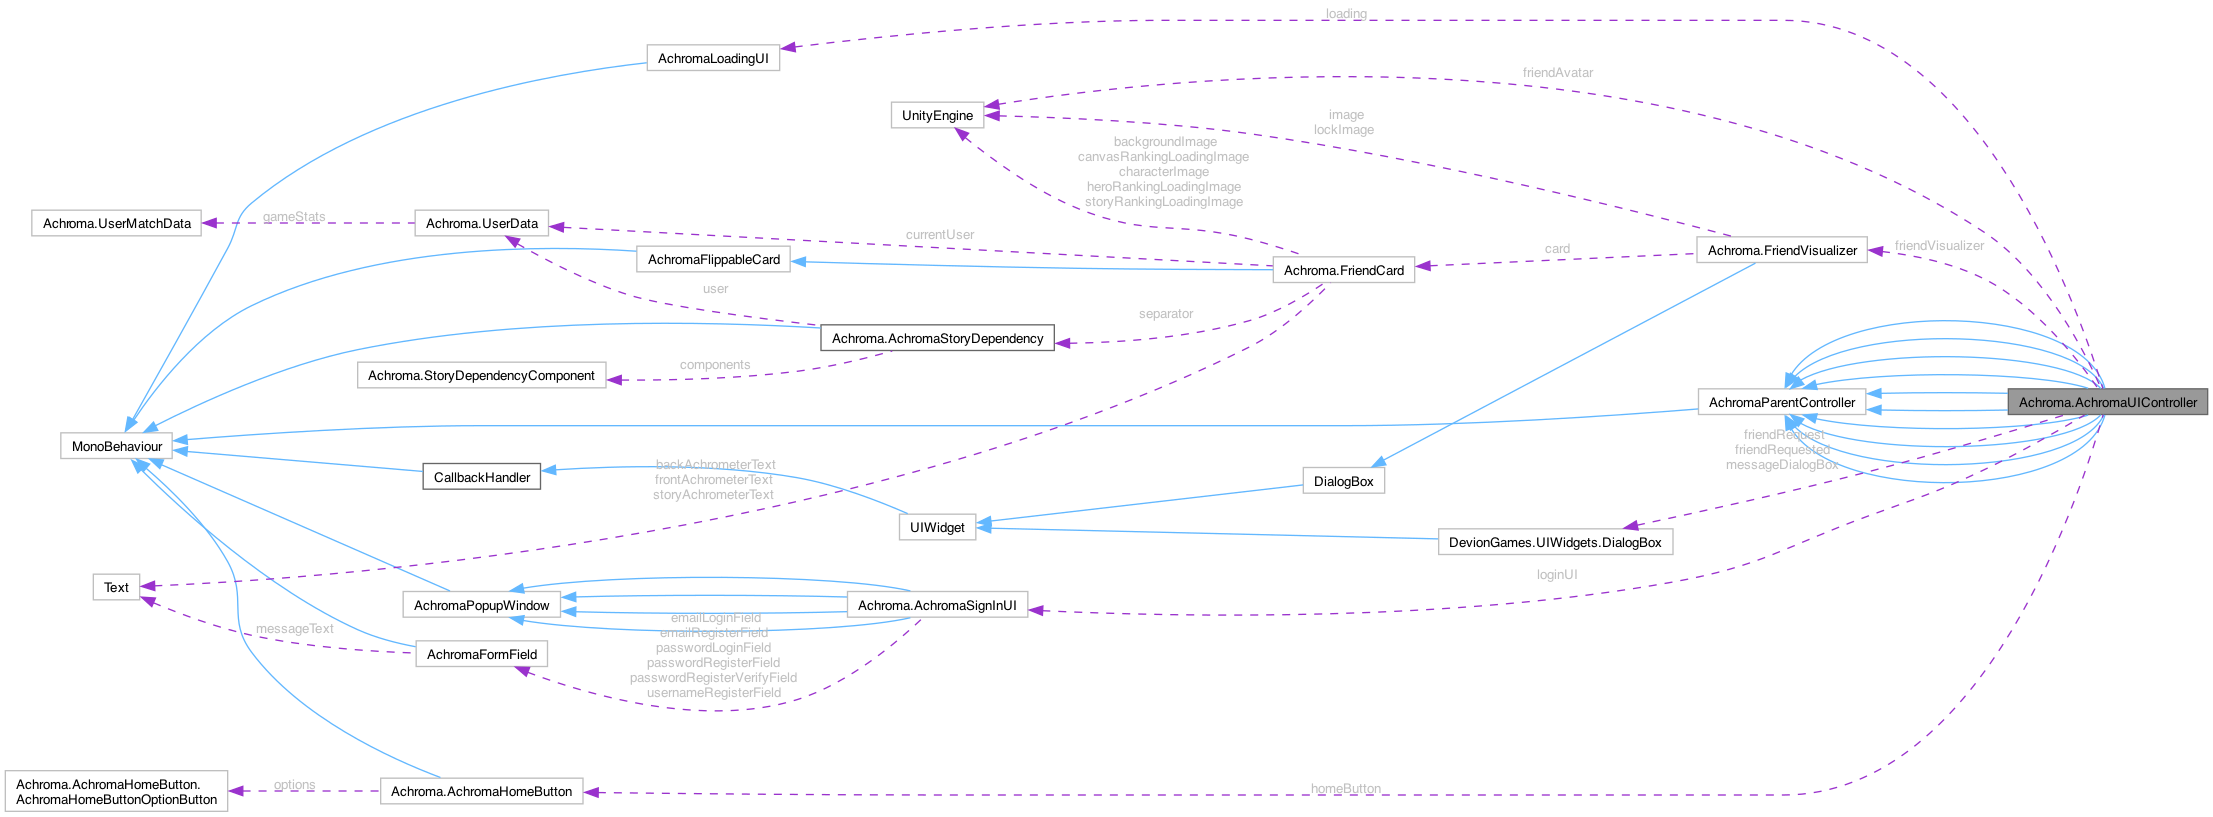 loading
AchromaLoadingUI
friendAvatar
UnityEngine
image
lockImage
backgroundImage
canvasRankingLoadingImage
characterImage
heroRankingLoadingImage
storyRankingLoadingImage
Achroma.UserMatchData
gameStats
Achroma.UserData
currentUser
AchromaFlippableCard
Achroma.FriendCard
card
Achroma.FriendVisualizer
friendVisualizer
user
separator
Achroma.AchromaStoryDependency
Achroma.StoryDependencyComponent
components
AchromaParentController
Achroma.AchromaUIController
MonoBehaviour
friendRequest
friendRequested
messageDialogBox
backAchrometerText
frontAchrometerText
storyAchrometerText
CallbackHandler
DialogBox
UIWidget
DevionGames.UIWidgets.DialogBox
loginUI
Text
AchromaPopupWindow
Achroma.AchromaSignInUI
messageText
AchromaFormField
emailLoginField
emailRegisterField
passwordLoginField
passwordRegisterField
passwordRegisterVerifyField
usernameRegisterField
Achroma.AchromaHomeButton.
AchromaHomeButtonOptionButton
options
Achroma.AchromaHomeButton
homeButton